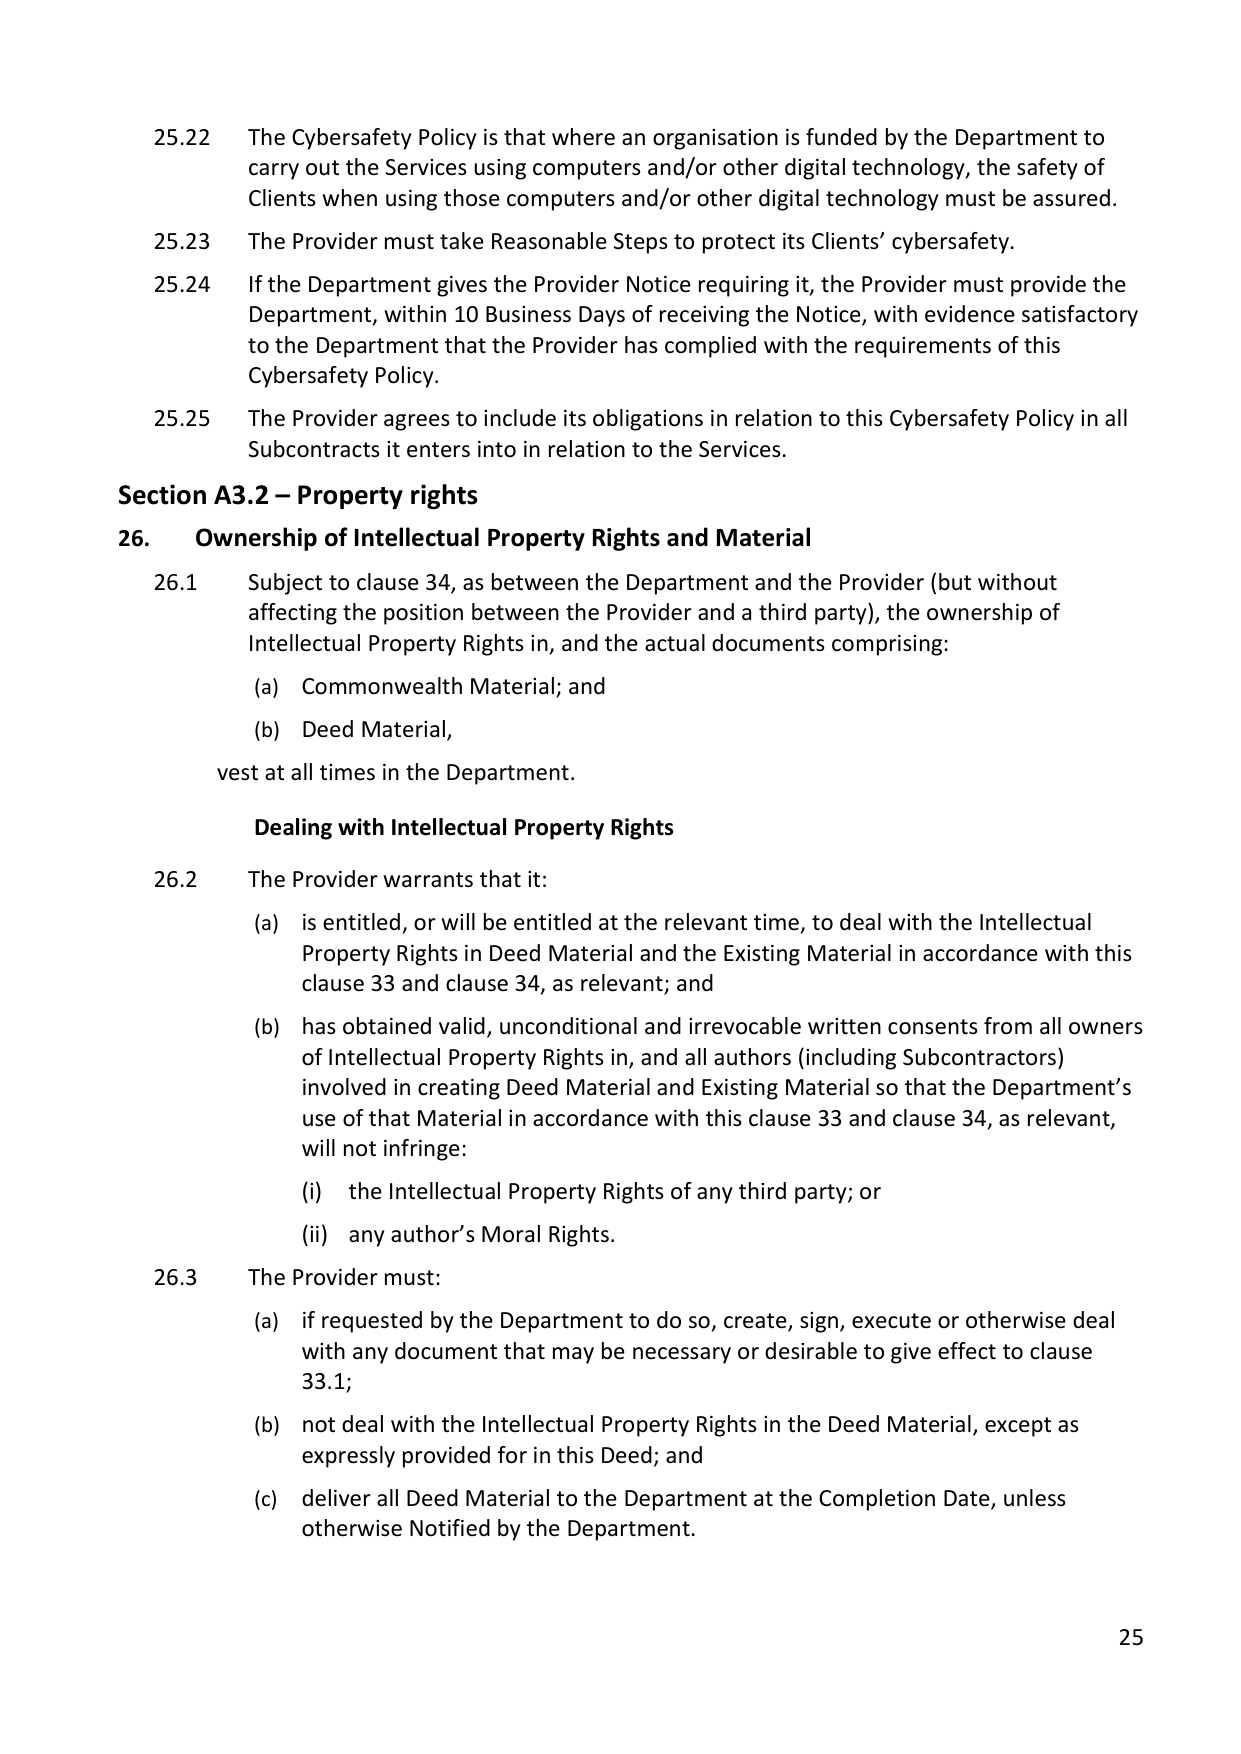 25.22 The Cybersafety Policy is that where an organisation is funded by the Department to
carry out the Services using computers and/or other digital technology, the safety of
Clients when using those computers and/or other digital technology must be assured.
25.23 The Provider must take Reasonable Steps to protect its Clients’ cybersafety.
25.24 If the Department gives the Provider Notice requiring it, the Provider must provide the
Department, within 10 Business Days of receiving the Notice, with evidence satisfactory
to the Department that the Provider has complied with the requirements of this
Cybersafety Policy.
25.25 The Provider agrees to include its obligations in relation to this Cybersafety Policy in all
Subcontracts it enters into in relation to the Services.
Section A3.2 – Property rights
26. Ownership of Intellectual Property Rights and Material
26.1 Subject to clause 34, as between the Department and the Provider (but without
affecting the position between the Provider and a third party), the ownership of
Intellectual Property Rights in, and the actual documents comprising:
(a) Commonwealth Material; and
(b) Deed Material,
vest at all times in the Department.
Dealing with Intellectual Property Rights
26.2 The Provider warrants that it:
(a) is entitled, or will be entitled at the relevant time, to deal with the Intellectual
Property Rights in Deed Material and the Existing Material in accordance with this
clause 33 and clause 34, as relevant; and
(b) has obtained valid, unconditional and irrevocable written consents from all owners
of Intellectual Property Rights in, and all authors (including Subcontractors)
involved in creating Deed Material and Existing Material so that the Department’s
use of that Material in accordance with this clause 33 and clause 34, as relevant,
will not infringe:
(i) the Intellectual Property Rights of any third party; or
(ii) any author’s Moral Rights.
26.3 The Provider must:
(a) if requested by the Department to do so, create, sign, execute or otherwise deal
with any document that may be necessary or desirable to give effect to clause
33.1;
(b) not deal with the Intellectual Property Rights in the Deed Material, except as
expressly provided for in this Deed; and
(c) deliver all Deed Material to the Department at the Completion Date, unless
otherwise Notified by the Department.
25